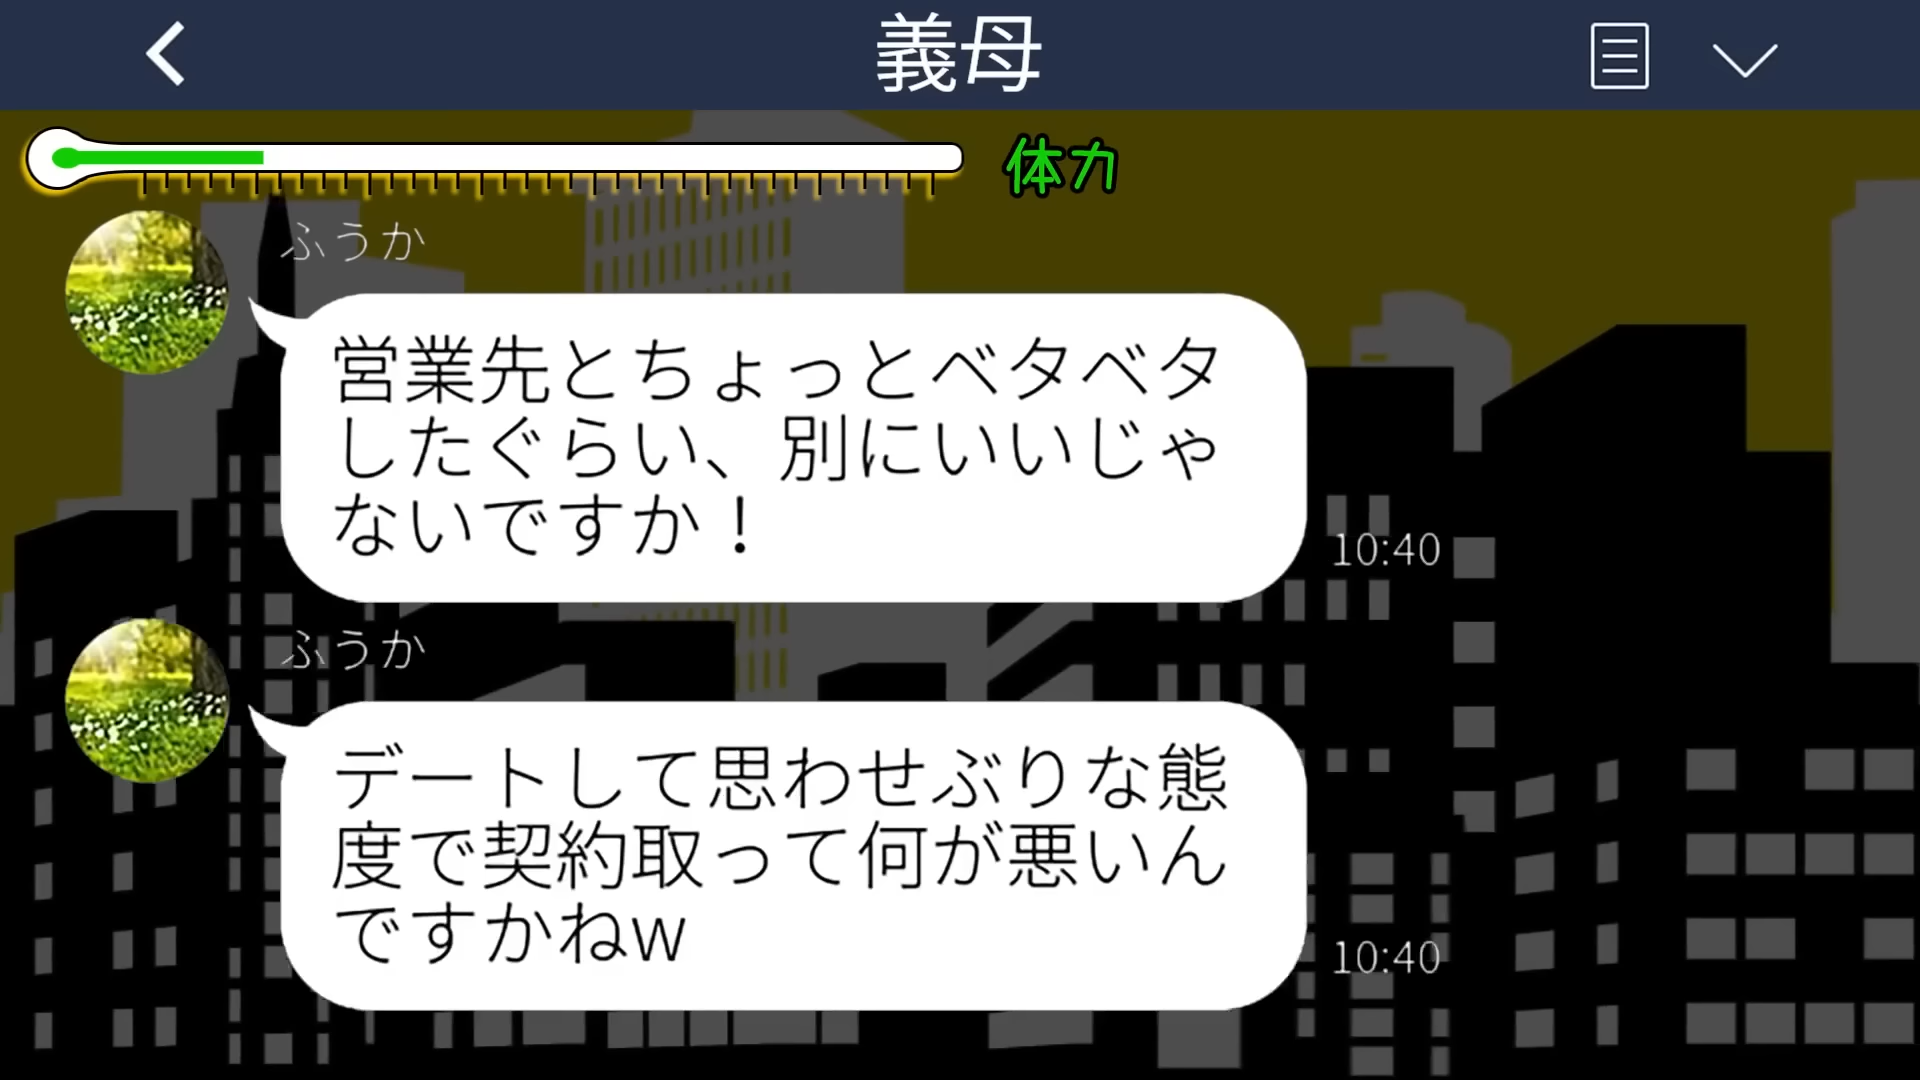 義母
体力
ふうか
営業先とちょっとベタベタ
したぐらい、別にいいじゃ
ないですか！
10:40
ふうか
デートして思わせぶりな態
度で契約取って何が悪いん
ですかねw
10:40